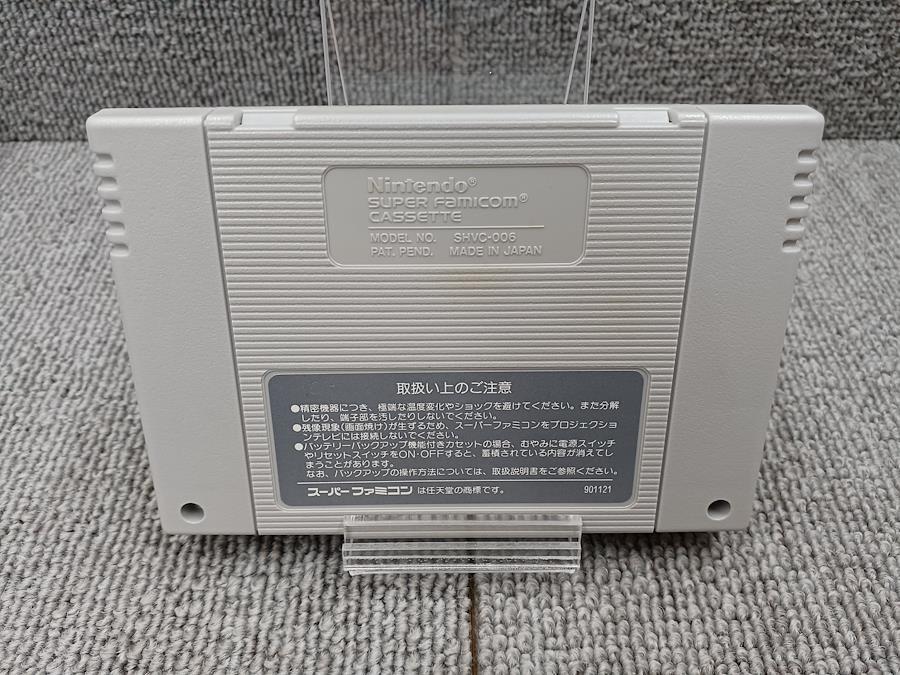 Nintendo®
SUPER FAMICOM®
CASSETTE
MODEL NO. SHVC-006
PAT. PEND. MADE IN JAPAN
取扱い上のご注意
●精密機器につき、極端な温度変化やショックを避けてください。また分解
したり、端子部を汚したりしないでください。
●残像現象(画面焼け)が生ずるため、スーパーファミコンをプロジェクショ
ンテレビには接続しないでください。
●バッテリーバックアップ機能付きカセットの場合、むやみに電源スイッチ
やリセットスイッチをON・OFFすると、蓄積されている内容が消えてし
まうことがあります。
なお、バックアップの操作方法については、取扱説明書をご参照ください。
スーパーファミコンは任天堂の商標です。 901121